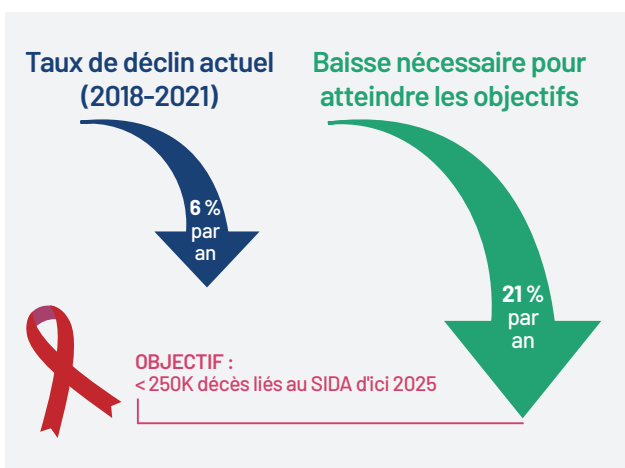 Taux de déclin actuel
(2018-2021)
Baisse nécessaire pour
atteindre les objectifs
6 %
par
an
21 %
par
an
OBJECTIF :
< 250K décès liés au SIDA d'ici 2025